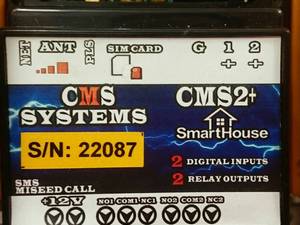 NET ANT PLS SIM CARD G 1 2
CMS SYSTEMS
CMS2+
SmartHouse
S/N: 22087
2 DIGITAL INPUTS
2 RELAY OUTPUTS
SMS
MISEED CALL
+12V NO1 COM1 NC1 NO2 COM2 NC2